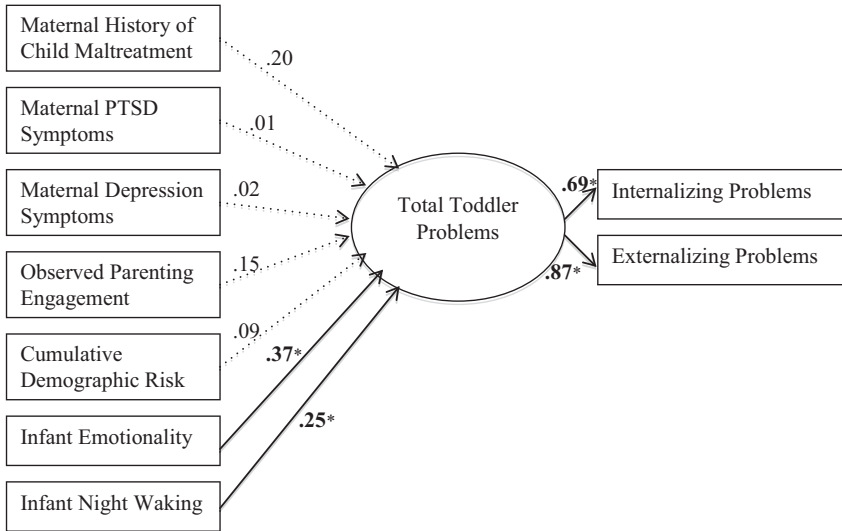 Maternal History of
Child Maltreatment
.20
Maternal PTSD
Symptoms
.01
Maternal Depression
Symptoms
.02
Observed Parenting
Engagement
.15
Cumulative
Demographic Risk
.09
Infant Emotionality
.37*
Infant Night Waking
.25*
Total Toddler
Problems
.69*
Internalizing Problems
.87*
Externalizing Problems